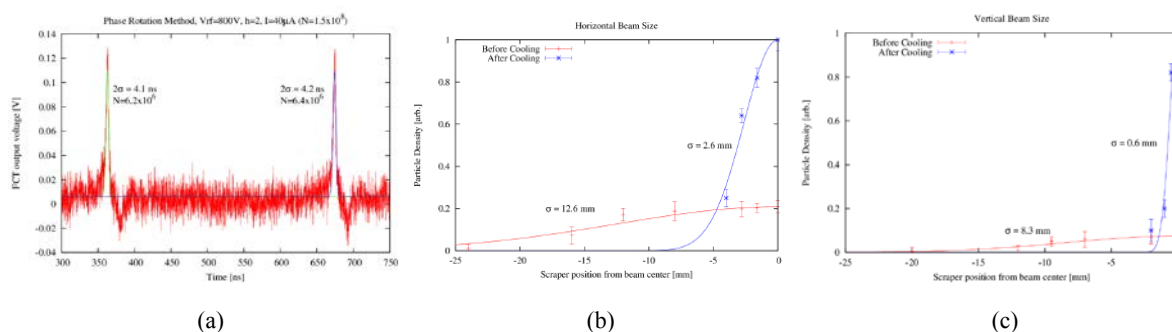 Phase Rotation Method, Vrf=800V, h=2, I=40μA (N=1.5x10⁸)
0.14
0.12
0.1
0.08
0.06
0.04
0.02
0
-0.02
-0.04
FCT output voltage [V]
2σ = 4.1 ns
N=6.2x10⁶
2σ = 4.2 ns
N=6.4x10⁶
300 350 400 450 500 550 600 650 700 750
Time [ns]
(a)
Horizontal Beam Size
Before Cooling
After Cooling
1
0.8
0.6
0.4
0.2
0
Particle Density [arb.]
σ = 2.6 mm
σ = 12.6 mm
-25 -20 -15 -10 -5 0
Scraper position from beam center [mm]
(b)
Vertical Beam Size
Before Cooling
After Cooling
1
0.8
0.6
0.4
0.2
0
Particle Density [arb.]
σ = 0.6 mm
σ = 8.3 mm
-25 -20 -15 -10 -5 0
Scraper position from beam center [mm]
(c)